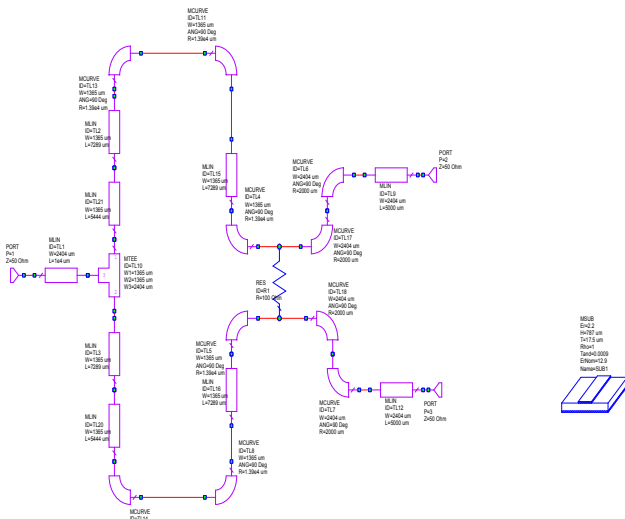 MCURVE
ID=TL11
W=1365 um
ANG=90 Deg
R=1.39e4 um
MCURVE
ID=TL13
W=1365 um
ANG=90 Deg
R=1.39e4 um
MLIN
ID=TL2
W=1365 um
L=7289 um
MLIN
ID=TL21
W=1365 um
L=5444 um
MLIN
ID=TL15
W=1365 um
L=7289 um
MCURVE
ID=TL4
W=1365 um
ANG=90 Deg
R=1.39e4 um
MCURVE
ID=TL6
W=2404 um
ANG=90 Deg
R=2000 um
PORT
P=2
Z=50 Ohm
MLIN
ID=TL9
W=2404 um
L=5000 um
MCURVE
ID=TL17
W=2404 um
ANG=90 Deg
R=2000 um
PORT
P=1
Z=50 Ohm
MLIN
ID=TL1
W=2404 um
L=1e4 um
MTEE
ID=TL10
W1=1365 um
W2=1365 um
W3=2404 um
1
3
2
RES
ID=R1
R=100 Ohm
MCURVE
ID=TL18
W=2404 um
ANG=90 Deg
R=2000 um
MLIN
ID=TL3
W=1365 um
L=7289 um
MCURVE
ID=TL5
W=1365 um
ANG=90 Deg
R=1.39e4 um
MLIN
ID=TL16
W=1365 um
L=7289 um
MLIN
ID=TL20
W=1365 um
L=5444 um
MCURVE
ID=TL7
W=2404 um
ANG=90 Deg
R=2000 um
MLIN
ID=TL12
W=2404 um
L=5000 um
PORT
P=3
Z=50 Ohm
MCURVE
ID=TL8
W=1365 um
ANG=90 Deg
R=1.39e4 um
MCURVE
MSUB
Er=2.2
H=787 um
T=17.5 um
Rho=1
Tand=0.0009
ErNom=12.9
Name=SUB1